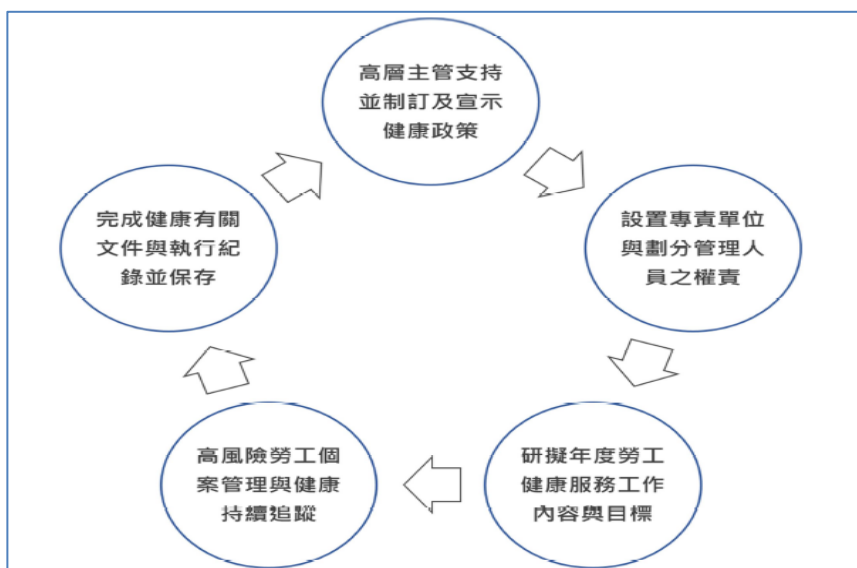 高層主管支持
並制訂及宣示
健康政策
設置專責單位
與劃分管理人
員之權責
研擬年度勞工
健康服務工作
內容與目標
高風險勞工個
案管理與健康
持續追蹤
完成健康有關
文件與執行紀
錄並保存